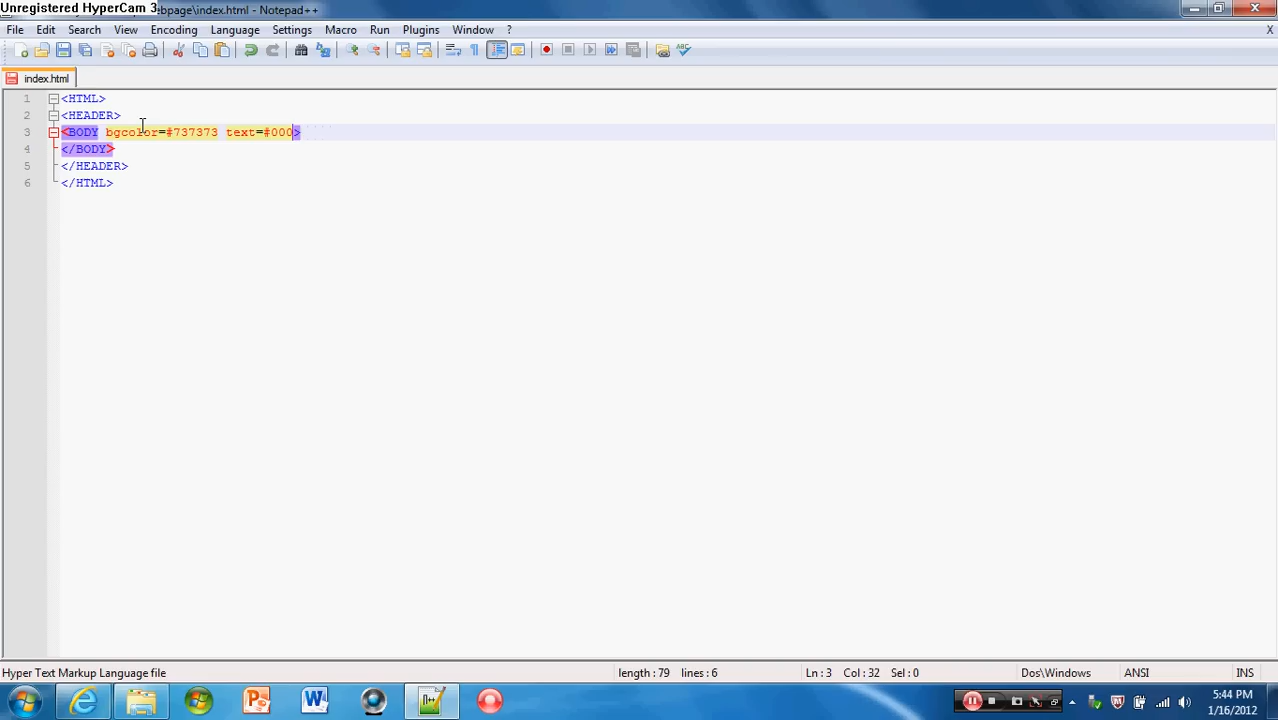 Unregistered HyperCam 3
bpage\index.html - Notepad++
File Edit Search View Encoding Language Settings Macro Run Plugins Window ? X
index.html
1 <HTML>
2 <HEADER>
3 <BODY bgcolor=#737373 text=#000>
4 </BODY>
5 </HEADER>
6 </HTML>
Hyper Text Markup Language file length : 79 lines : 6 Ln : 3 Col : 32 Sel : 0 Dos\Windows ANSI INS
5:44 PM
1/16/2012